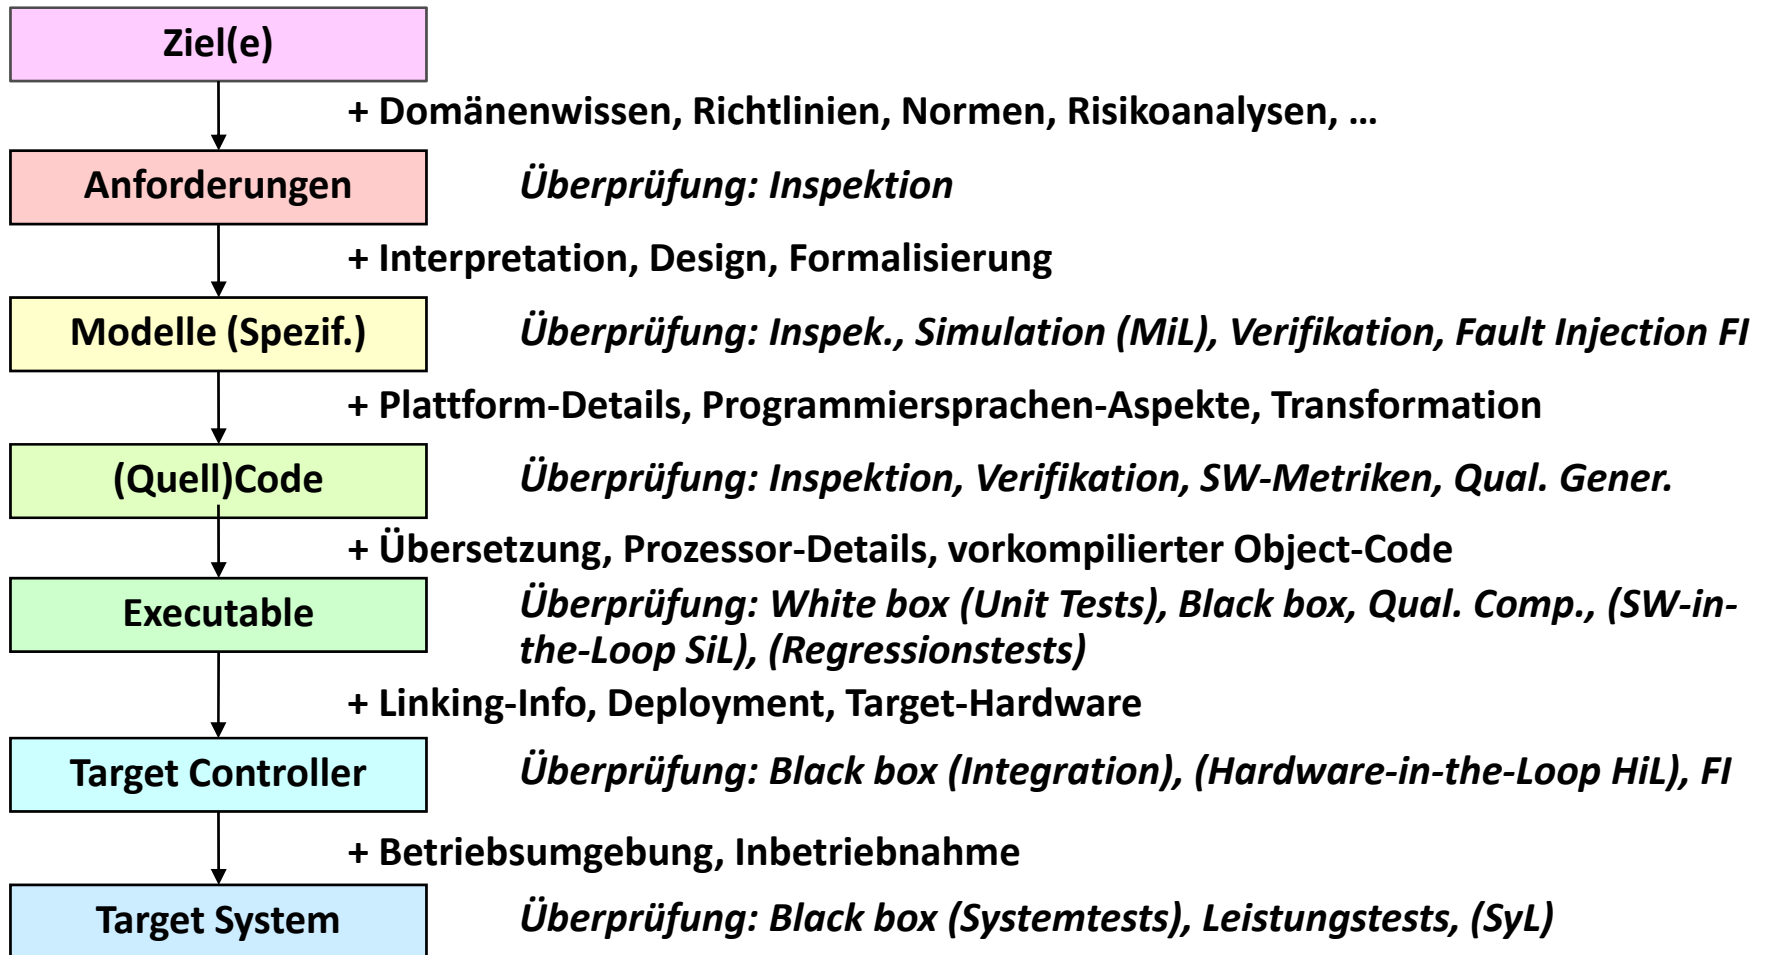 Ziel(e)
+ Domänenwissen, Richtlinien, Normen, Risikoanalysen, …
Anforderungen
Überprüfung: Inspektion
+ Interpretation, Design, Formalisierung
Modelle (Spezif.)
Überprüfung: Inspek., Simulation (MiL), Verifikation, Fault Injection FI
+ Plattform-Details, Programmiersprachen-Aspekte, Transformation
(Quell)Code
Überprüfung: Inspektion, Verifikation, SW-Metriken, Qual. Gener.
+ Übersetzung, Prozessor-Details, vorkompilierter Object-Code
Executable
Überprüfung: White box (Unit Tests), Black box, Qual. Comp., (SW-in-
the-Loop SiL), (Regressionstests)
+ Linking-Info, Deployment, Target-Hardware
Target Controller
Überprüfung: Black box (Integration), (Hardware-in-the-Loop HiL), FI
+ Betriebsumgebung, Inbetriebnahme
Target System
Überprüfung: Black box (Systemtests), Leistungstests, (SyL)